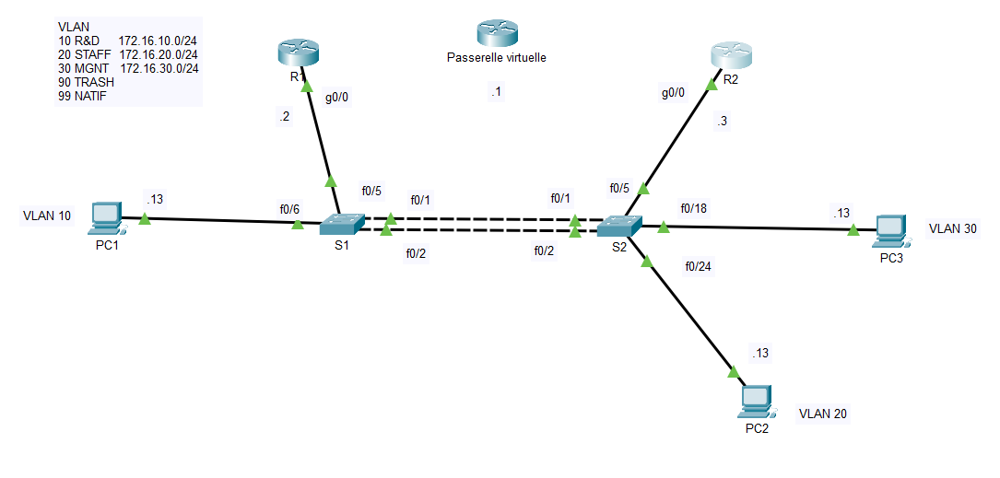 VLAN
10 R&D 172.16.10.0/24
20 STAFF 172.16.20.0/24
30 MGNT 172.16.30.0/24
90 TRASH
99 NATIF
R1
g0/0
.2
Passerelle virtuelle
.1
R2
g0/0
.3
VLAN 10
.13
PC1
f0/6
f0/5
f0/1
S1
f0/2
f0/1
f0/5
f0/2
S2
f0/18
.13
VLAN 30
PC3
f0/24
.13
PC2
VLAN 20